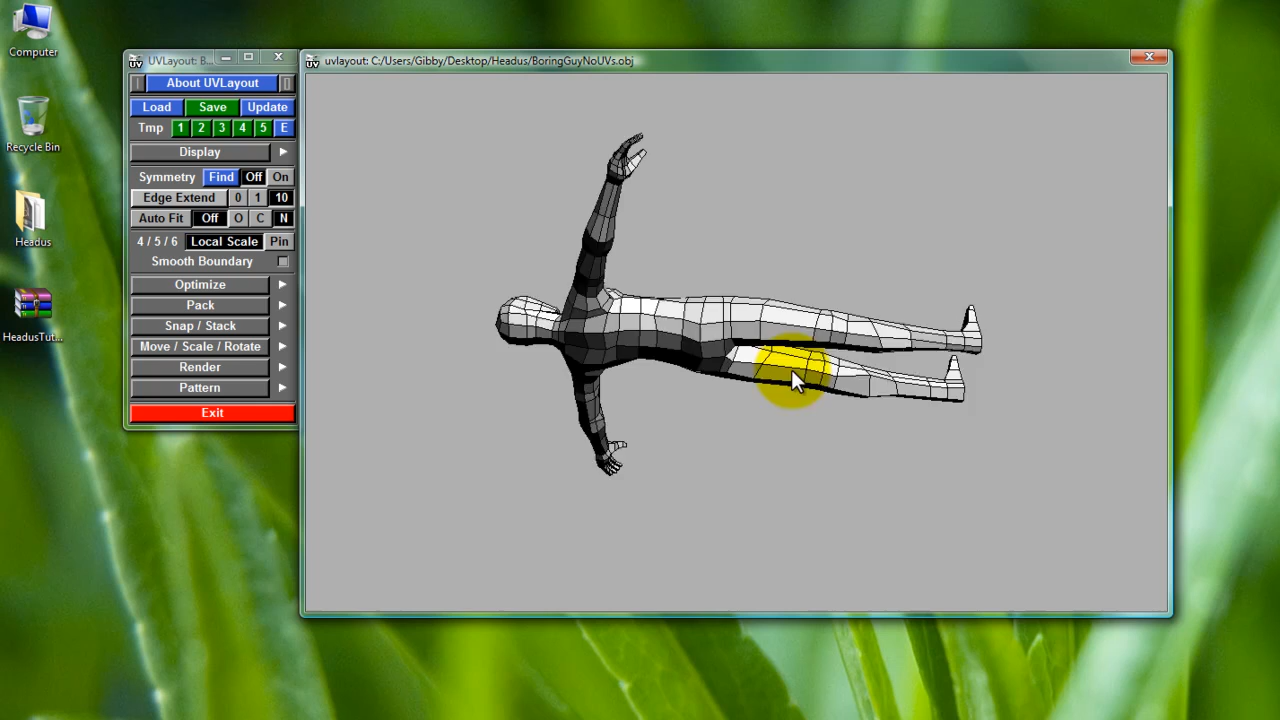 Computer
Recycle Bin
Headus
HeadusTut...
UVLayout: B...
About UVLayout
Load Save Update
Tmp 1 2 3 4 5 E
Display
Symmetry Find Off On
Edge Extend 0 1 10
Auto Fit Off O C N
4 / 5 / 6 Local Scale Pin
Smooth Boundary
Optimize
Pack
Snap / Stack
Move / Scale / Rotate
Render
Pattern
Exit
UV uvlayout: C:/Users/Gibby/Desktop/Headus/BoringGuyNoUVs.obj